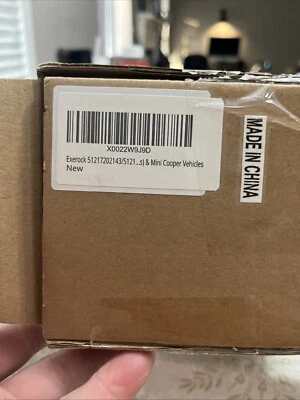 X0022W9J9D
Exerock 51217202143/5121...s) & Mini Cooper Vehicles
New
MADE IN CHINA